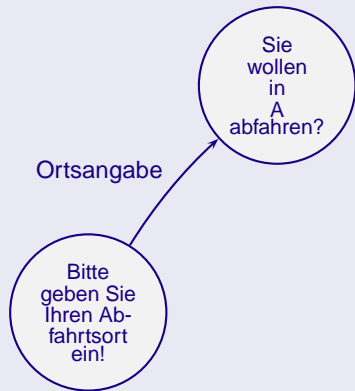 Sie
wollen
in
A
abfahren?
Ortsangabe
Bitte
geben Sie
Ihren Ab-
fahrtsort
ein!